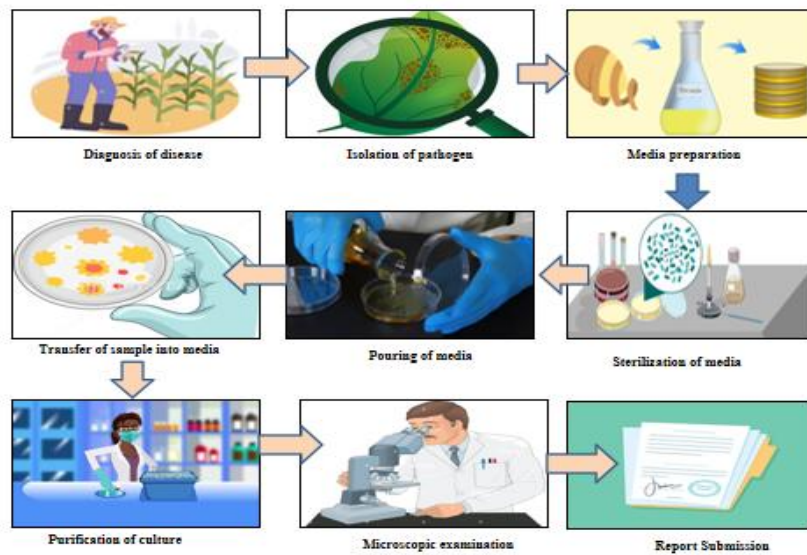 Diagnosis of disease
Isolation of pathogen
Media preparation
Sterilization of media
Pouring of media
Transfer of sample into media
Purification of culture
Microscopic examination
Report Submission